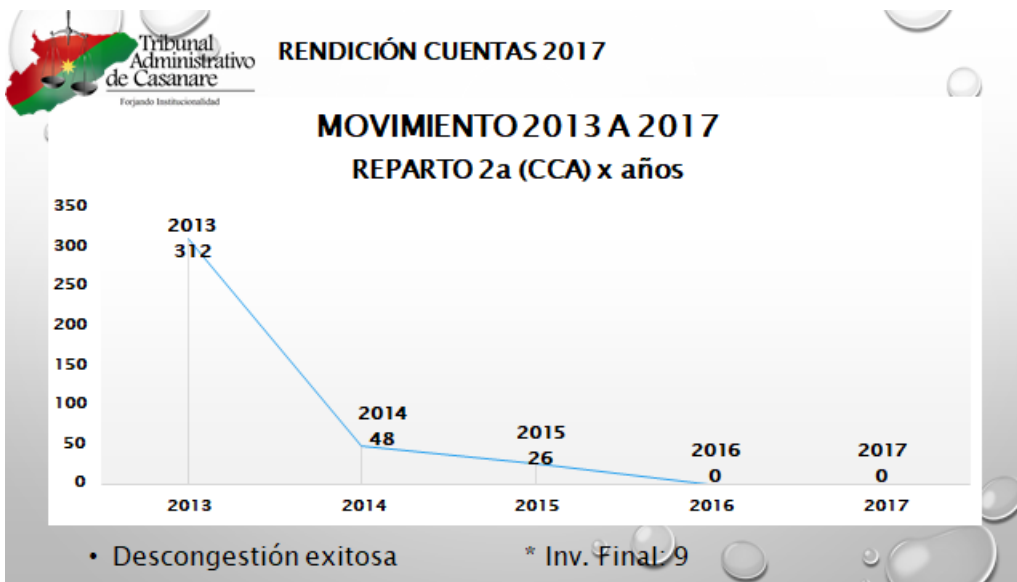 Tribunal
Administrativo
de Casanare
Forjando Institucionalidad
RENDICIÓN CUENTAS 2017
MOVIMIENTO 2013 A 2017
REPARTO 2a (CCA) x años
350
300
250
200
150
100
50
0
2013
312
2014
48
2015
26
2016
0
2017
0
2013 2014 2015 2016 2017
• Descongestión exitosa * Inv. Final: 9